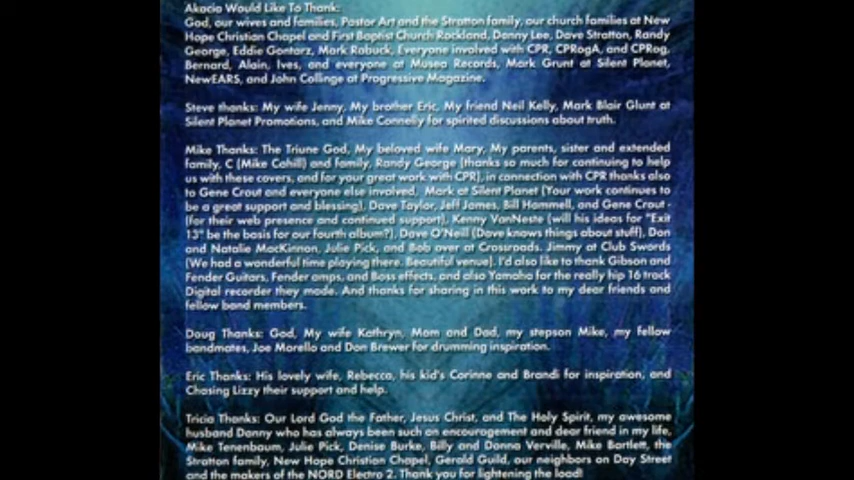 Akacia Would Like To Thank:
God, our wives and families, Pastor Art and the Stratton family, our church families at New
Hope Christian Chapel and First Baptist Church Rockland, Danny Lee, Dave Stratton, Randy
George, Eddie Gontarz, Mark Robuck, Everyone involved with CPR, CPRogA, and CPRog.
Bernard, Alain, Ives, and everyone at Musea Records, Mark Grunt at Silent Planet,
NewEARS, and John Collinge at Progressive Magazine.
Steve thanks: My wife Jenny, My brother Eric, My friend Neil Kelly, Mark Blair Glunt at
Silent Planet Promotions, and Mike Connelly for spirited discussions about truth.
Mike Thanks: The Triune God, My beloved wife Mary, My parents, sister and extended
family, C (Mike Cahill) and family, Randy George (thanks so much for continuing to help
us with these covers, and for your great work with CPR), in connection with CPR thanks also
to Gene Crout and everyone else involved, Mark at Silent Planet (Your work continues to
be a great support and blessing), Dave Taylor, Jeff James, Bill Hammell, and Gene Crout -
(for their web presence and continued support), Kenny VanNeste (will his ideas for "Exit
13" be the basis for our fourth album?), Dave O'Neill (Dave knows things about stuff), Dan
and Natalie MacKinnon, Julie Pick, and Bob over at Crossroads. Jimmy at Club Swords
(We had a wonderful time playing there. Beautiful venue). I'd also like to thank Gibson and
Fender Guitars, Fender amps, and Boss effects, and also Yamaha for the really hip 16 track
Digital recorder they made. And thanks for sharing in this work to my dear friends and
fellow band members.
Doug Thanks: God, My wife Kathryn, Mom and Dad, my stepson Mike, my fellow
bandmates, Joe Morello and Don Brewer for drumming inspiration.
Eric Thanks: His lovely wife, Rebecca, his kid's Corinne and Brandi for inspiration, and
Chasing Lizzy their support and help.
Tricia Thanks: Our Lord God the Father, Jesus Christ, and The Holy Spirit, my awesome
husband Danny who has always been such an encouragement and dear friend in my life,
Mike Tenenbaum, Julie Pick, Denise Burke, Billy and Donna Verville, Mike Bartlett, the
Stratton family, New Hope Christian Chapel, Gerald Guild, our neighbors on Day Street
and the makers of the NORD Electro 2. Thank you for lightening the load!